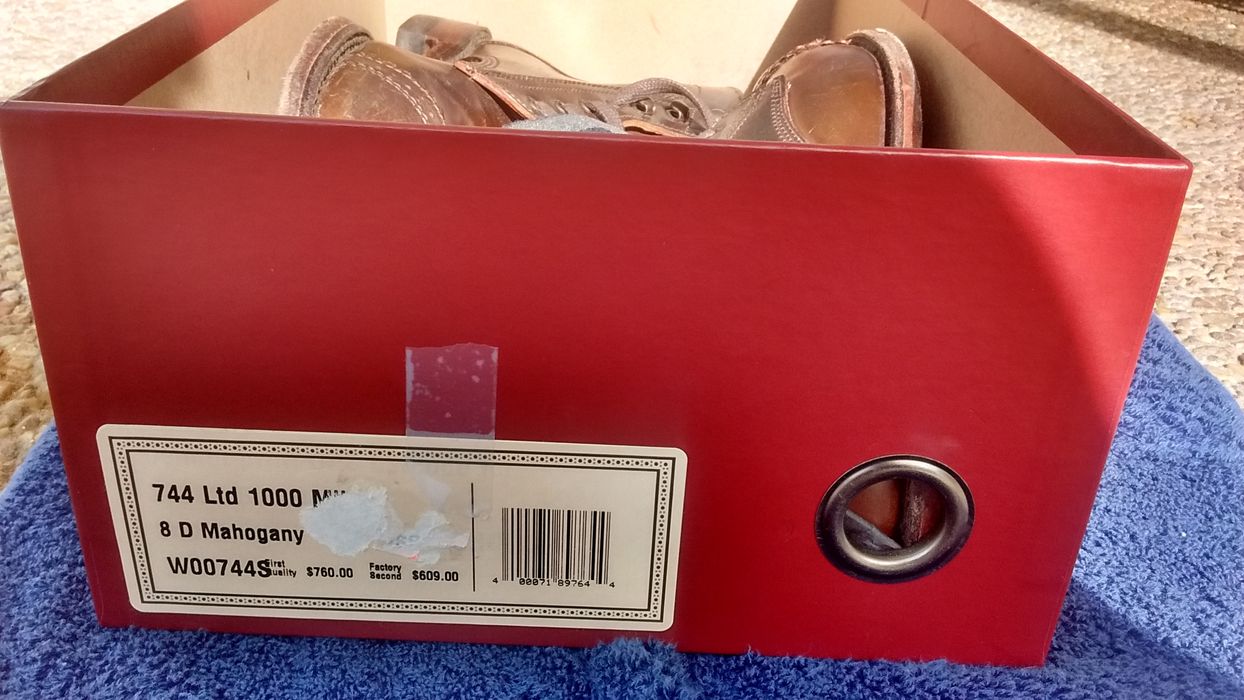 744 Ltd 1000
8 D Mahogany
W00744S First Quality $760.00 Factory Second $609.00
4 00071 89764 4